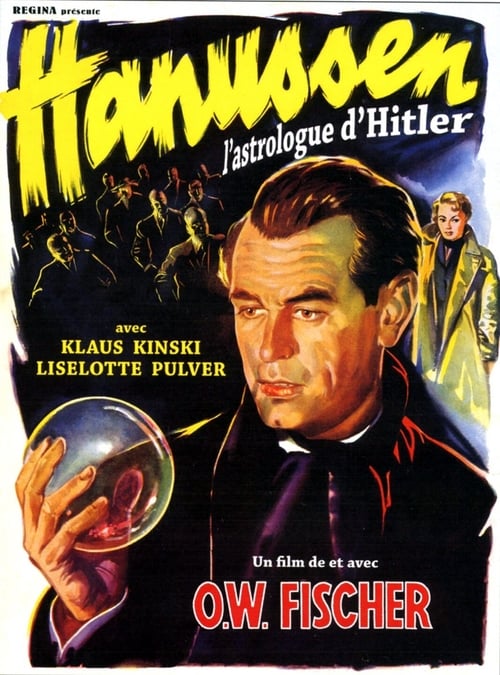 REGINA présente
Hanussen
l'astrologue d'Hitler
avec
KLAUS KINSKI
LISELOTTE PULVER
Un film de et avec
O.W. FISCHER